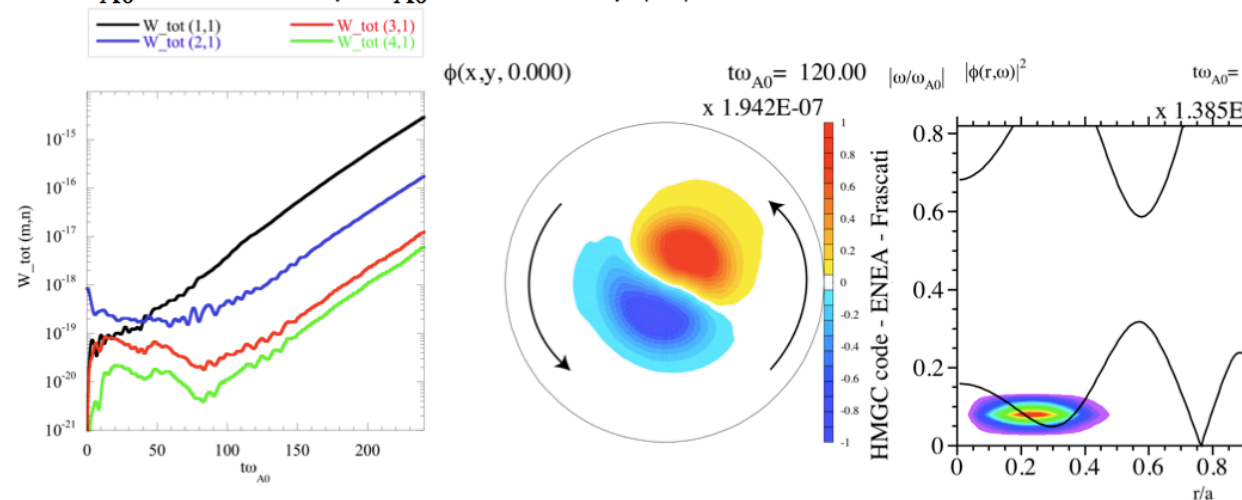 W_tot (1,1)
W_tot (2,1)
W_tot (3,1)
W_tot (4,1)
W_tot (m,n)
10⁻¹⁵
10⁻¹⁶
10⁻¹⁷
10⁻¹⁸
10⁻¹⁹
10⁻²⁰
10⁻²¹
0 50 100 150 200
tω_A0
ϕ(x,y, 0.000)
tω_A0= 120.00
x 1.942E-07
1
0.8
0.6
0.4
0.2
0
-0.2
-0.4
-0.6
-0.8
-1
HMGC code - ENEA - Frascati
|ω/ω_A0|
|ϕ(r,ω)|²
tω_A0=
x 1.385E
0.8
0.6
0.4
0.2
0
0 0.2 0.4 0.6 0.8
r/a